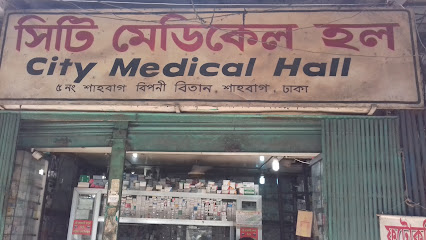 সিটি মেডিকেল হল
City Medical Hall
৫নং শাহবাগ বিপনী বিতান, শাহবাগ, ঢাকা